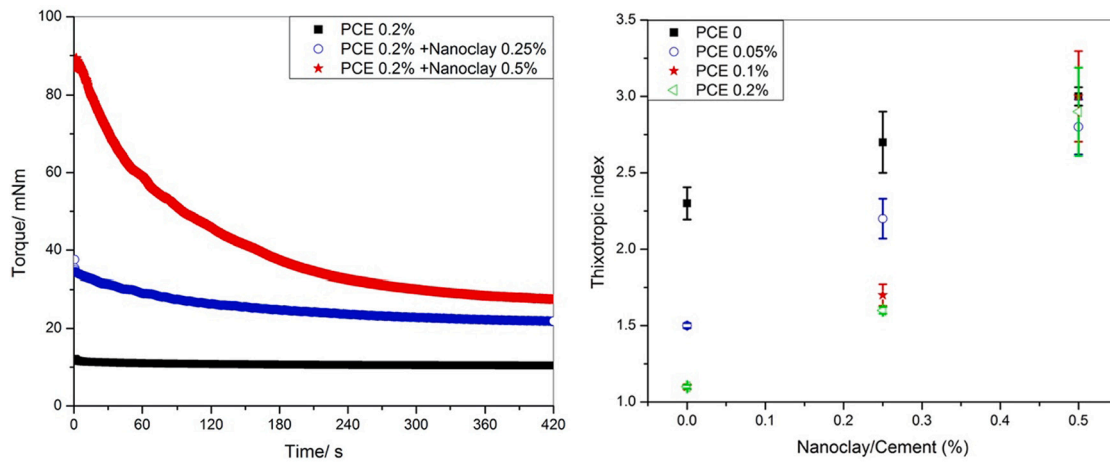 100
80
60
40
20
0
Torque/ mNm
PCE 0.2%
PCE 0.2% +Nanoclay 0.25%
PCE 0.2% +Nanoclay 0.5%
0 60 120 180 240 300 360 420
Time/ s
3.5
3.0
2.5
2.0
1.5
1.0
Thixotropic index
PCE 0
PCE 0.05%
PCE 0.1%
PCE 0.2%
0.0 0.1 0.2 0.3 0.4 0.5
Nanoclay/Cement (%)